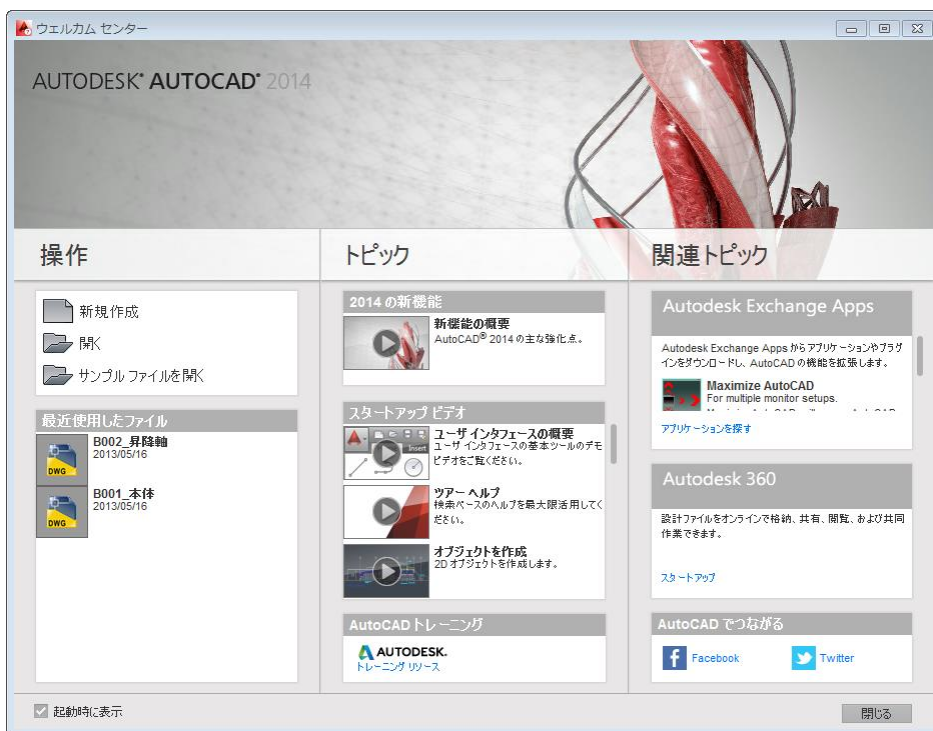 ウェルカム センター
AUTODESK® AUTOCAD® 2014
操作
新規作成
開く
サンプル ファイルを開く
最近使用したファイル
DWG
B002_昇降軸
2013/05/16
DWG
B001_本体
2013/05/16
トピック
2014 の新機能
新機能の概要
AutoCAD® 2014 の主な強化点。
スタートアップ ビデオ
Insert
ユーザ インタフェースの概要
ユーザ インタフェースの基本ツールのデモ
ビデオをご覧ください。
ツアー ヘルプ
検索ベースのヘルプを最大限活用してく
ださい。
オブジェクトを作成
2D オブジェクトを作成します。
AutoCAD トレーニング
AUTODESK.
トレーニング リソース
関連トピック
Autodesk Exchange Apps
Autodesk Exchange Apps からアプリケーションやプラグ
インをダウンロードし、AutoCAD の機能を拡張します。
Maximize AutoCAD
For multiple monitor setups.
アプリケーションを探す
Autodesk 360
設計ファイルをオンラインで格納、共有、閲覧、および共同
作業できます。
スタートアップ
AutoCAD でつながる
Facebook
Twitter
起動時に表示
閉じる